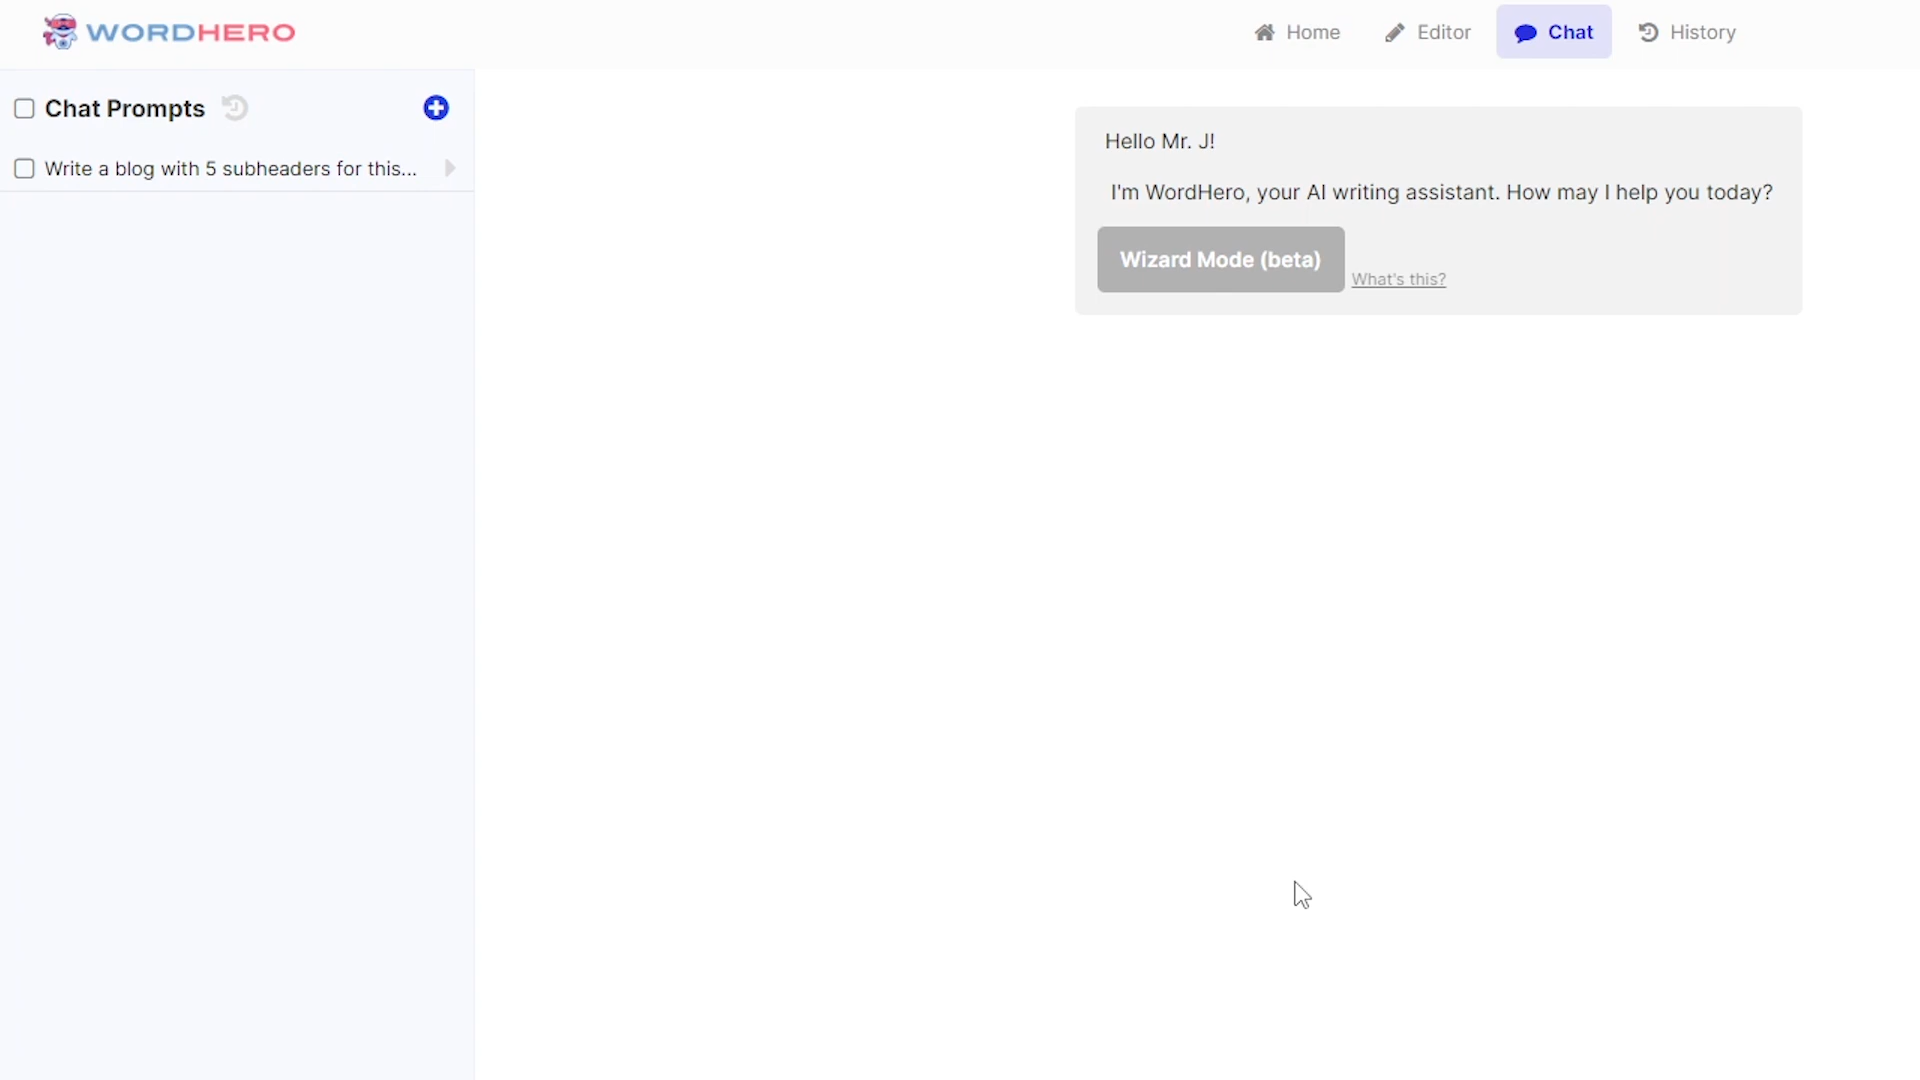 WORDHERO
Home
Editor
Chat
History
Chat Prompts
Write a blog with 5 subheaders for this...
Hello Mr. J!
I'm WordHero, your AI writing assistant. How may I help you today?
Wizard Mode (beta)
What's this?